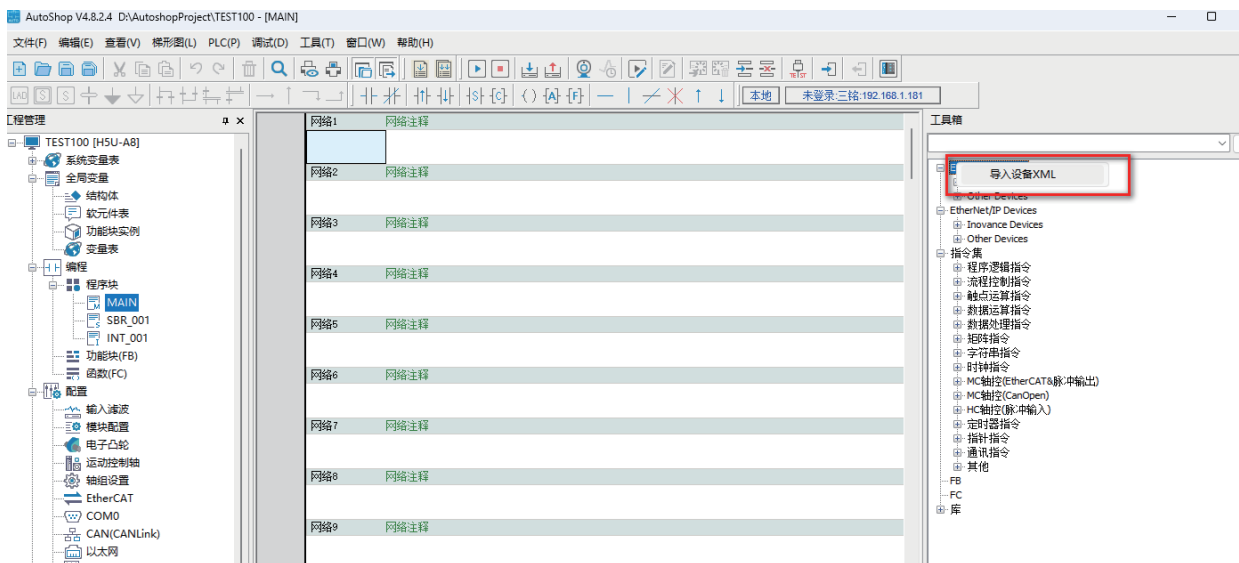 AutoShop V4.8.2.4 D:\AutoshopProject\TEST100 - [MAIN]
文件(F) 编辑(E) 查看(V) 梯形图(L) PLC(P) 调试(D) 工具(T) 窗口(W) 帮助(H)
TEST
LAD S S
S C A F
本地 未登录:三铭:192.168.1.181
工程管理
TEST100 [H5U-A8]
系统变量表
全局变量
结构体
软元件表
功能块实例
变量表
编程
程序块
MAIN
SBR_001
INT_001
功能块(FB)
函数(FC)
配置
输入滤波
模块配置
电子凸轮
运动控制轴
轴组设置
EtherCAT
COM0
CAN(CANLink)
以太网
网络1 网络注释
网络2 网络注释
网络3 网络注释
网络4 网络注释
网络5 网络注释
网络6 网络注释
网络7 网络注释
网络8 网络注释
网络9 网络注释
工具箱
导入设备XML
Other Devices
EtherNet/IP Devices
Inovance Devices
Other Devices
指令集
程序逻辑指令
流程控制指令
触点运算指令
数据运算指令
数据处理指令
矩阵指令
字符串指令
时钟指令
MC轴控(EtherCAT&脉冲输出)
MC轴控(CanOpen)
HC轴控(脉冲输入)
定时器指令
指针指令
通讯指令
其他
FB
FC
库